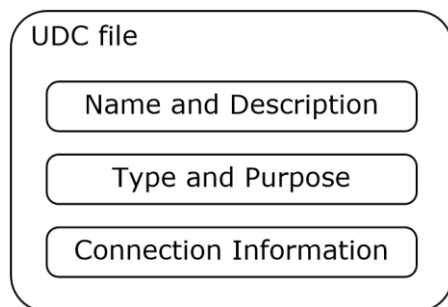 UDC file
Name and Description
Type and Purpose
Connection Information